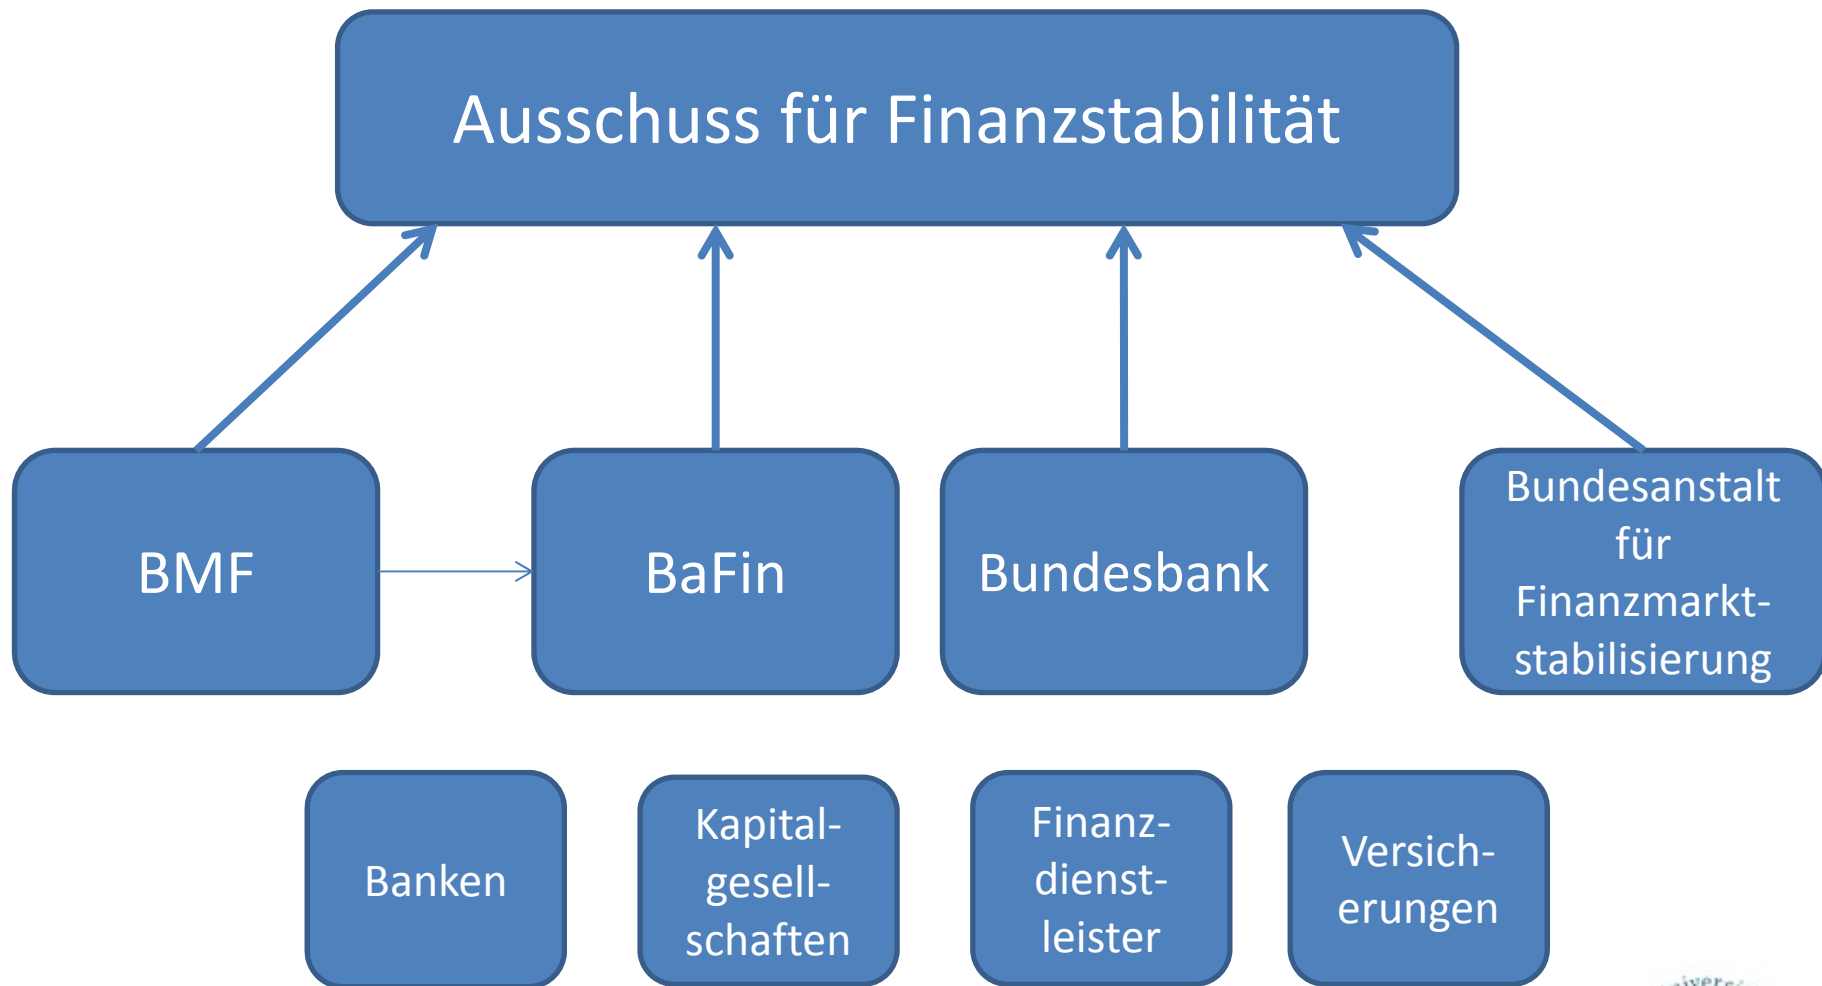 Ausschuss für Finanzstabilität
BMF
BaFin
Bundesbank
Bundesanstalt
für
Finanzmarkt-
stabilisierung
Banken
Kapital-
gesell-
schaften
Finanz-
dienst-
leister
Versich-
erungen